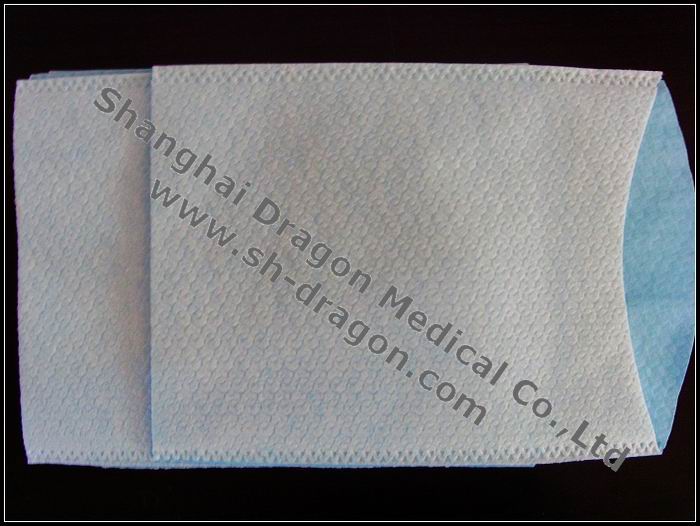 Shanghai Dragon Medical Co.,Ltd
www.sh-dragon.com